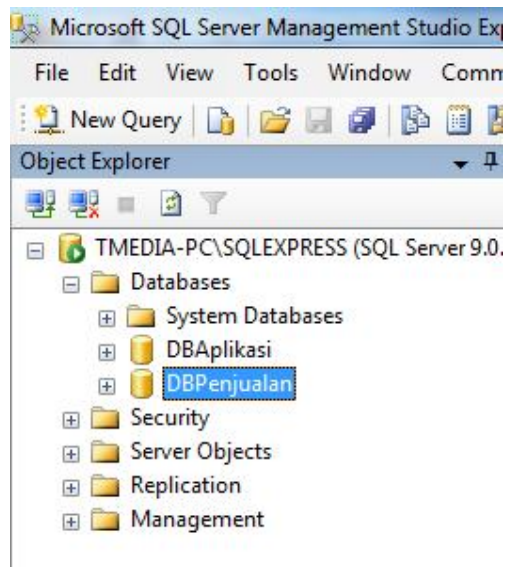 Microsoft SQL Server Management Studio Exp
File Edit View Tools Window Comm
New Query
Object Explorer
TMEDIA-PC\SQLEXPRESS (SQL Server 9.0.
Databases
System Databases
DBAplikasi
DBPenjualan
Security
Server Objects
Replication
Management